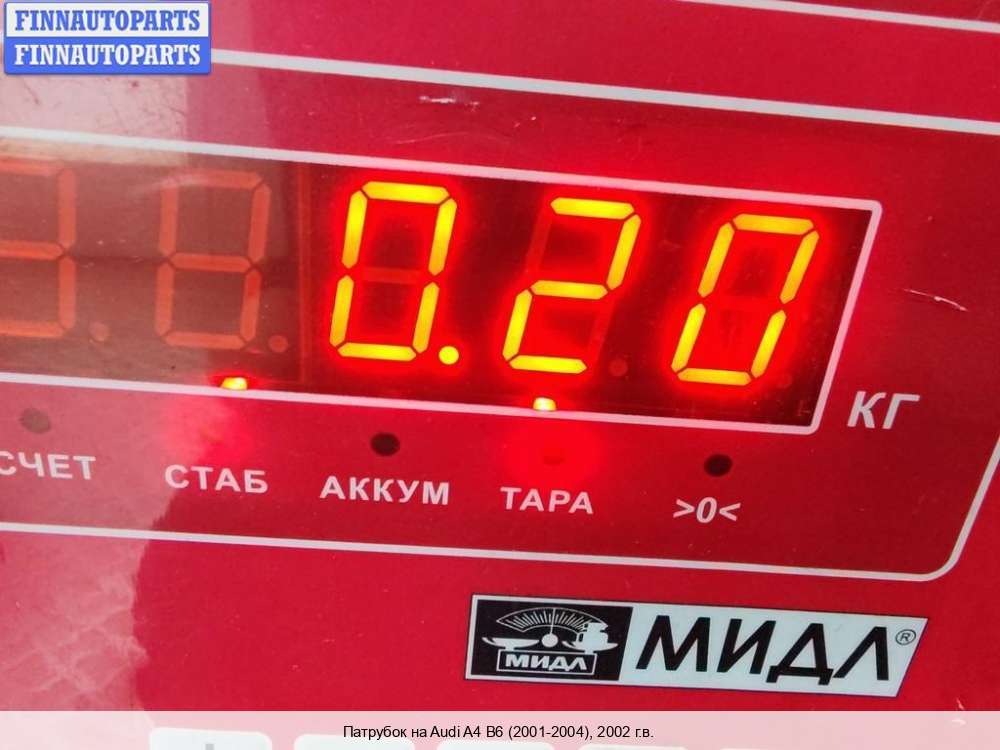 FINNAUTOPARTS
FINNAUTOPARTS
0.20
КГ
СЧЕТ СТАБ АККУМ ТАРА >0<
МИДЛ МИДЛ®
Патрубок на Audi A4 B6 (2001-2004), 2002 г.в.